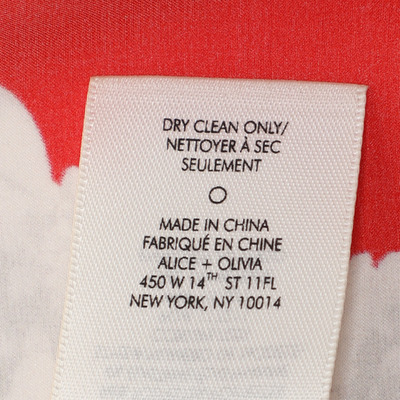 DRY CLEAN ONLY/
NETTOYER À SEC
SEULEMENT
MADE IN CHINA
FABRIQUÉ EN CHINE
ALICE + OLIVIA
450 W 14TH ST 11FL
NEW YORK, NY 10014